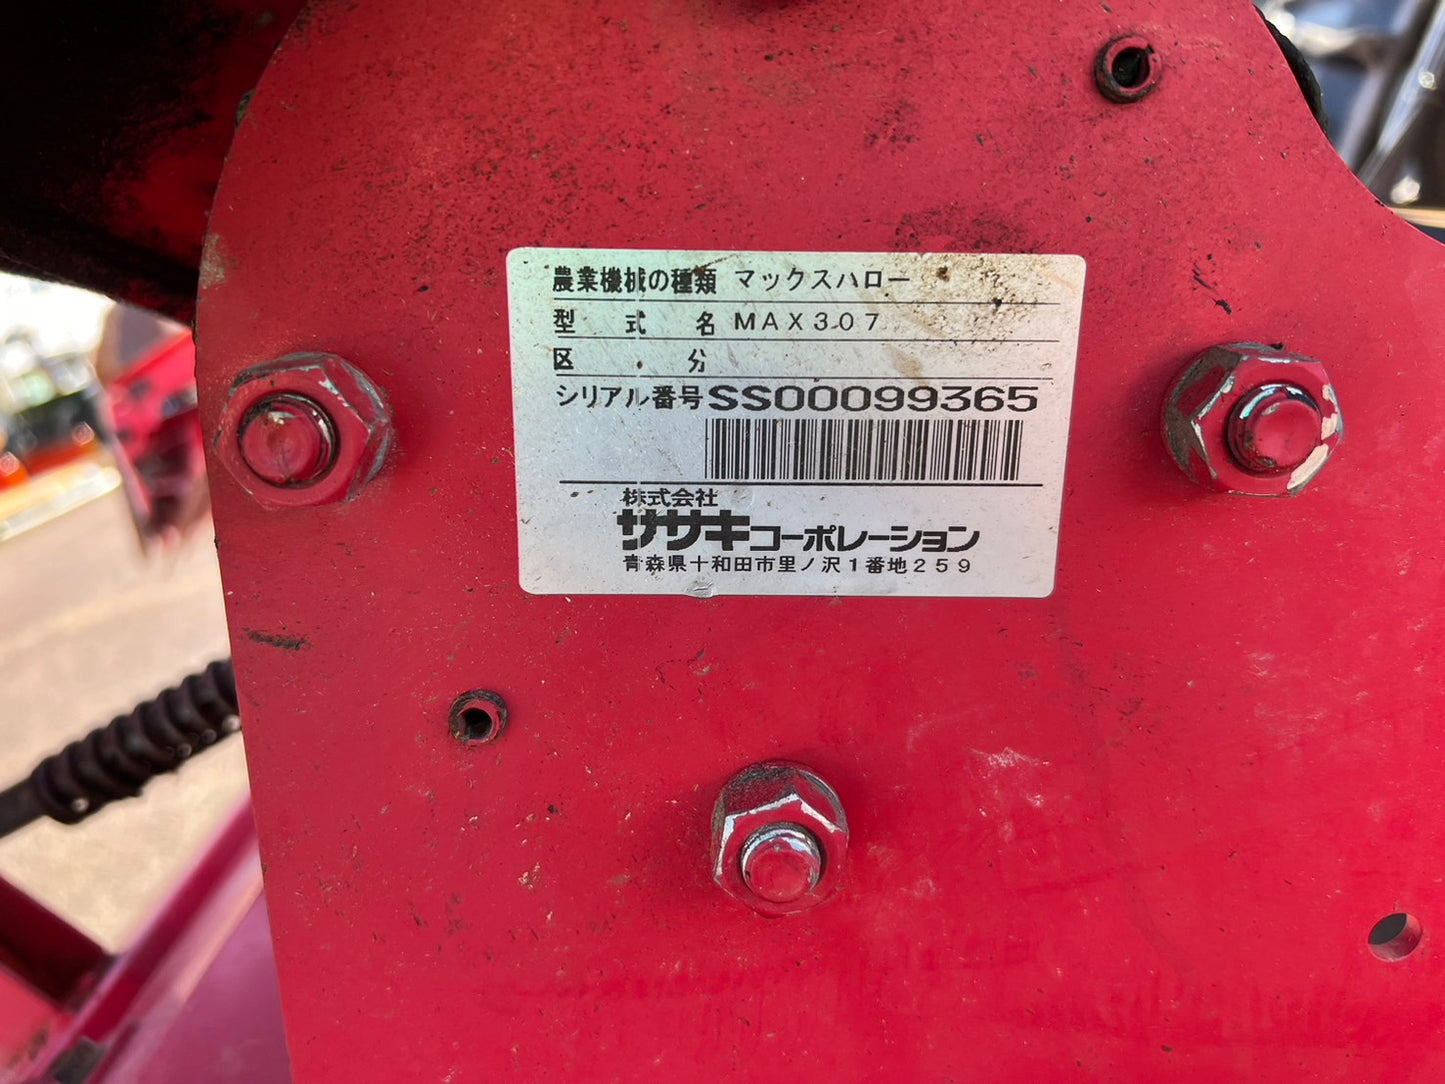 農業機械の種類 マックスハロー
型式名 MAX307
区分
シリアル番号 SS00099365
株式会社
ササキコーポレーション
青森県十和田市里ノ沢1番地259